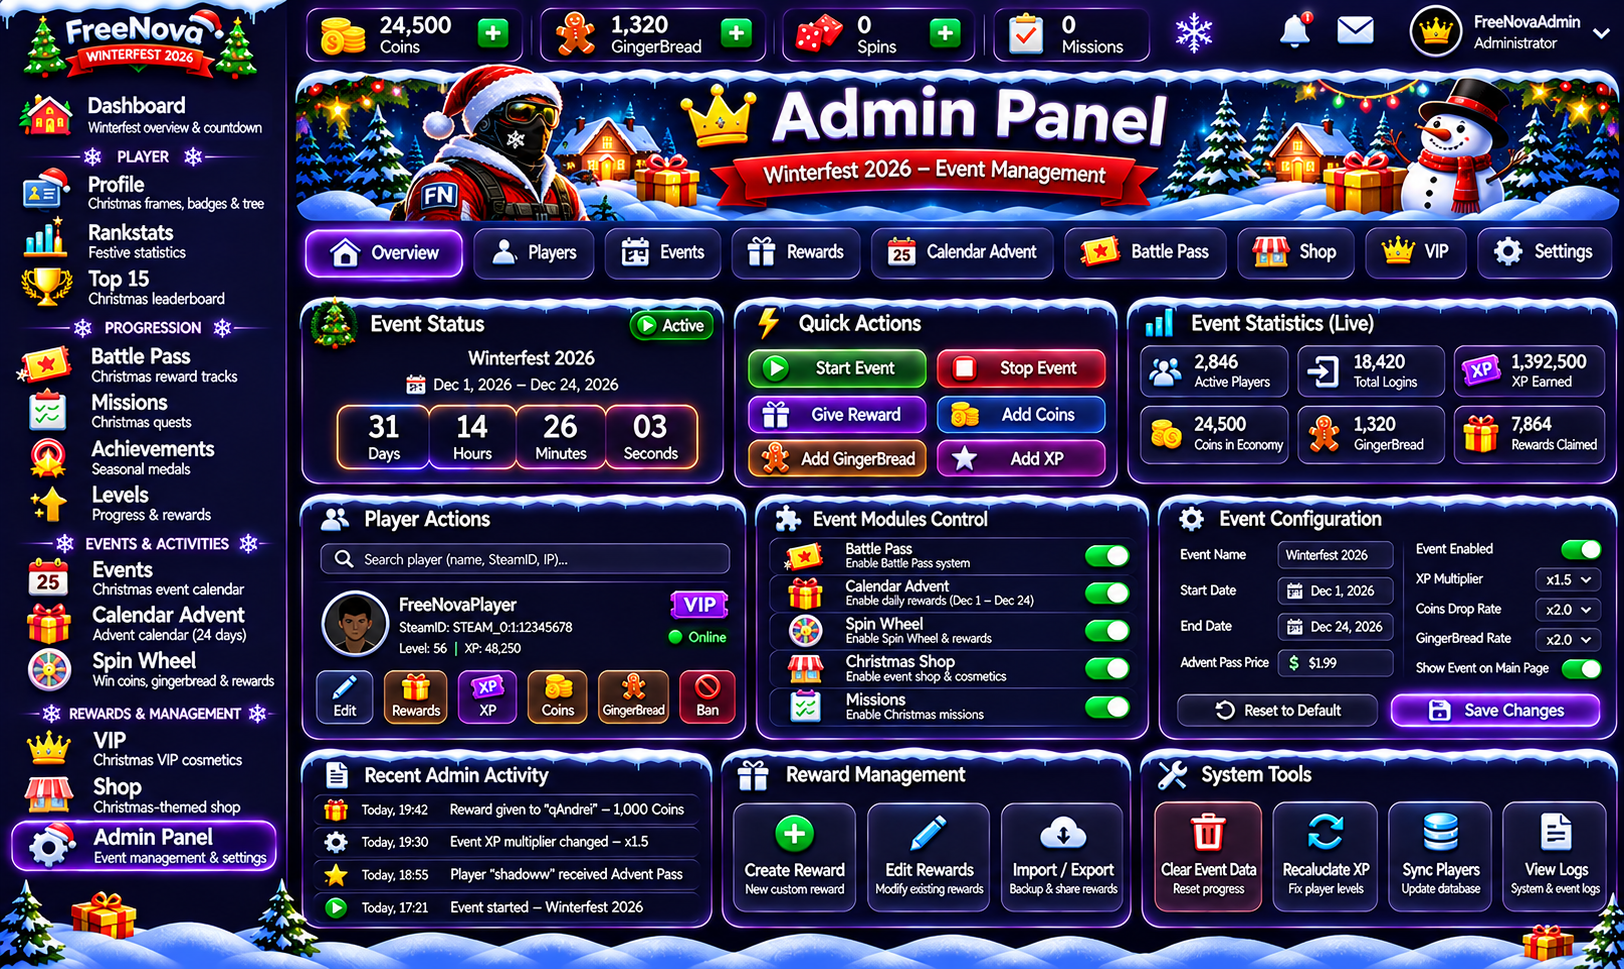 FreeNova
WINTERFEST 2026
24,500
Coins
1,320
GingerBread
0
Spins
0
Missions
1
FreeNovaAdmin
Administrator
Dashboard
Winterfest overview & countdown
PLAYER
Profile
Christmas frames, badges & tree
Rankstats
Festive statistics
Top 15
Christmas leaderboard
PROGRESSION
Battle Pass
Christmas reward tracks
Missions
Christmas quests
Achievements
Seasonal medals
Levels
Progress & rewards
EVENTS & ACTIVITIES
25
Events
Christmas event calendar
Calendar Advent
Advent calendar (24 days)
Spin Wheel
Win coins, gingerbread & rewards
REWARDS & MANAGEMENT
VIP
Christmas VIP cosmetics
Shop
Christmas-themed shop
Admin Panel
Event management & settings
FN
Admin Panel
Winterfest 2026 – Event Management
Overview
Players
Events
Rewards
25
Calendar Advent
Battle Pass
Shop
VIP
Settings
Event Status
Active
Winterfest 2026
Dec 1, 2026 – Dec 24, 2026
31
Days
14
Hours
26
Minutes
03
Seconds
Quick Actions
Start Event
Stop Event
Give Reward
Add Coins
Add GingerBread
Add XP
Event Statistics (Live)
2,846
Active Players
18,420
Total Logins
XP
1,392,500
XP Earned
24,500
Coins in Economy
1,320
GingerBread
7,864
Rewards Claimed
Player Actions
Search player (name, SteamID, IP)...
FreeNovaPlayer
SteamID: STEAM_0:1:12345678
Level: 56 | XP: 48,250
VIP
Online
Edit
Rewards
XP
XP
Coins
GingerBread
Ban
Event Modules Control
Battle Pass
Enable Battle Pass system
Calendar Advent
Enable daily rewards (Dec 1 – Dec 24)
Spin Wheel
Enable Spin Wheel & rewards
Christmas Shop
Enable event shop & cosmetics
Missions
Enable Christmas missions
Event Configuration
Event Name
Winterfest 2026
Start Date
Dec 1, 2026
End Date
Dec 24, 2026
Advent Pass Price
$ $1.99
Event Enabled
XP Multiplier
x1.5
Coins Drop Rate
x2.0
GingerBread Rate
x2.0
Show Event on Main Page
Reset to Default
Save Changes
Recent Admin Activity
Today, 19:42 Reward given to "qAndrei" – 1,000 Coins
Today, 19:30 Event XP multiplier changed – x1.5
Today, 18:55 Player "shadoww" received Advent Pass
Today, 17:21 Event started – Winterfest 2026
Reward Management
Create Reward
New custom reward
Edit Rewards
Modify existing rewards
Import / Export
Backup & share rewards
System Tools
Clear Event Data
Reset progress
Recaluclate XP
Fix player levels
Sync Players
Update database
View Logs
System & event logs